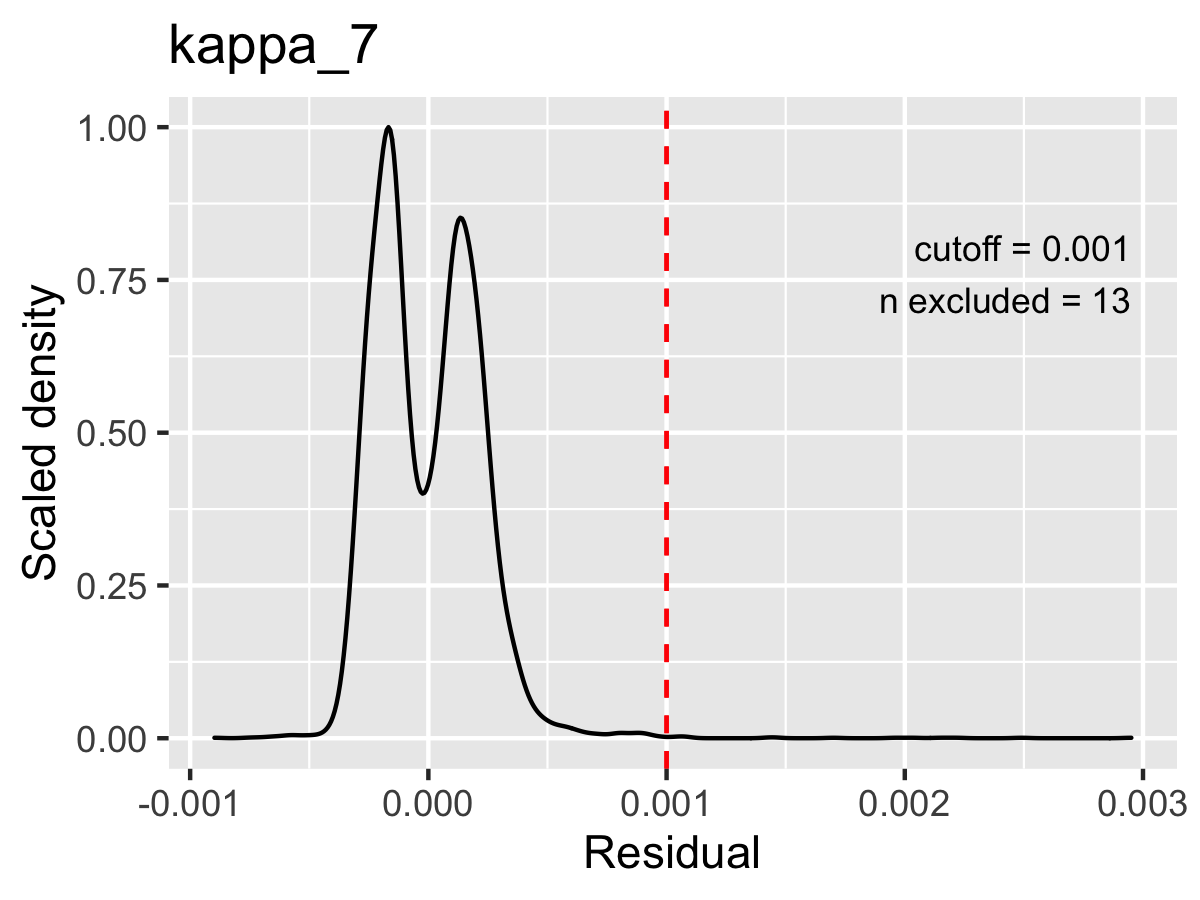 kappa_7
1.00
0.75
0.50
0.25
0.00
Scaled density
cutoff = 0.001
n excluded = 13
-0.001
0.000
0.001
0.002
0.003
Residual